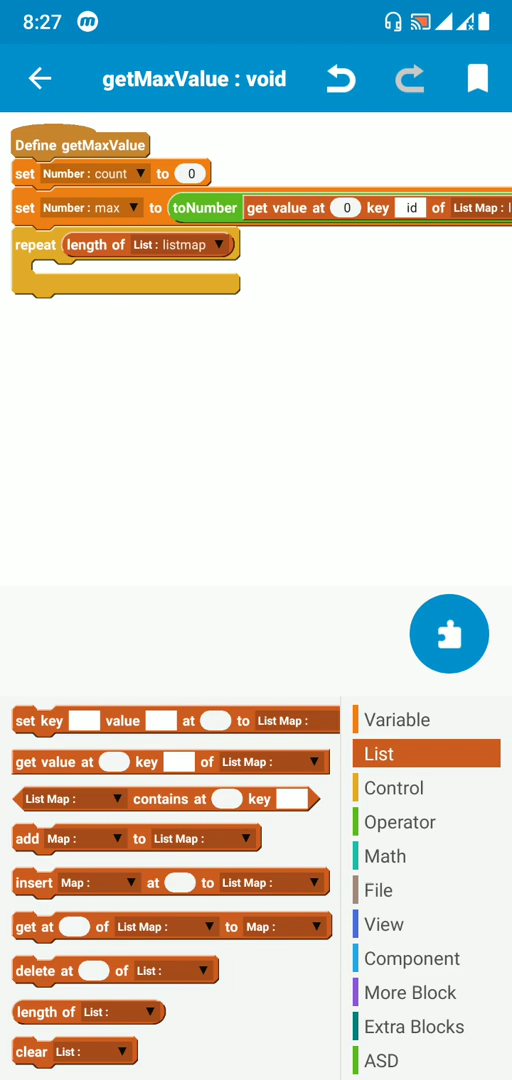 8:27
getMaxValue : void
Define getMaxValue
set Number : count to 0
set Number : max to toNumber get value at 0 key id of List Map : l
repeat length of List : listmap
set key value at to List Map :
get value at key of List Map :
List Map : contains at key
add Map : to List Map :
insert Map : at to List Map :
get at of List Map : to Map :
delete at of List :
length of List :
clear List :
Variable
List
Control
Operator
Math
File
View
Component
More Block
Extra Blocks
ASD